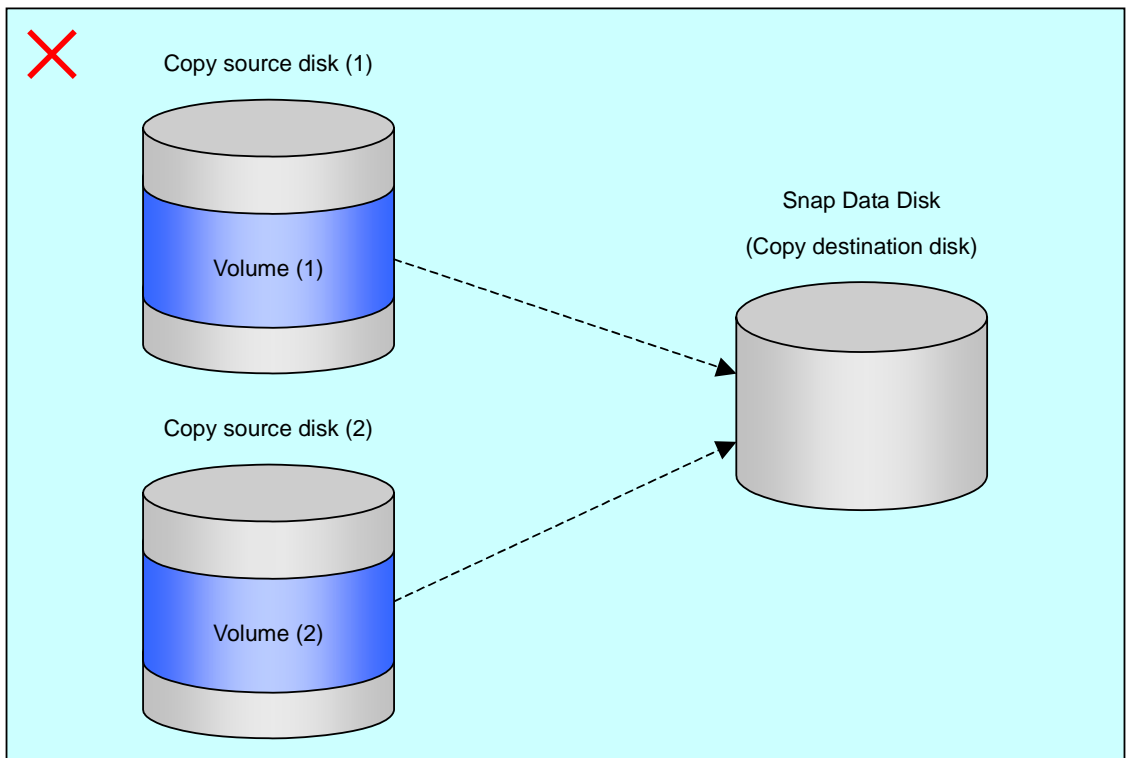 Copy source disk (1)
Volume (1)
Snap Data Disk
(Copy destination disk)
Copy source disk (2)
Volume (2)